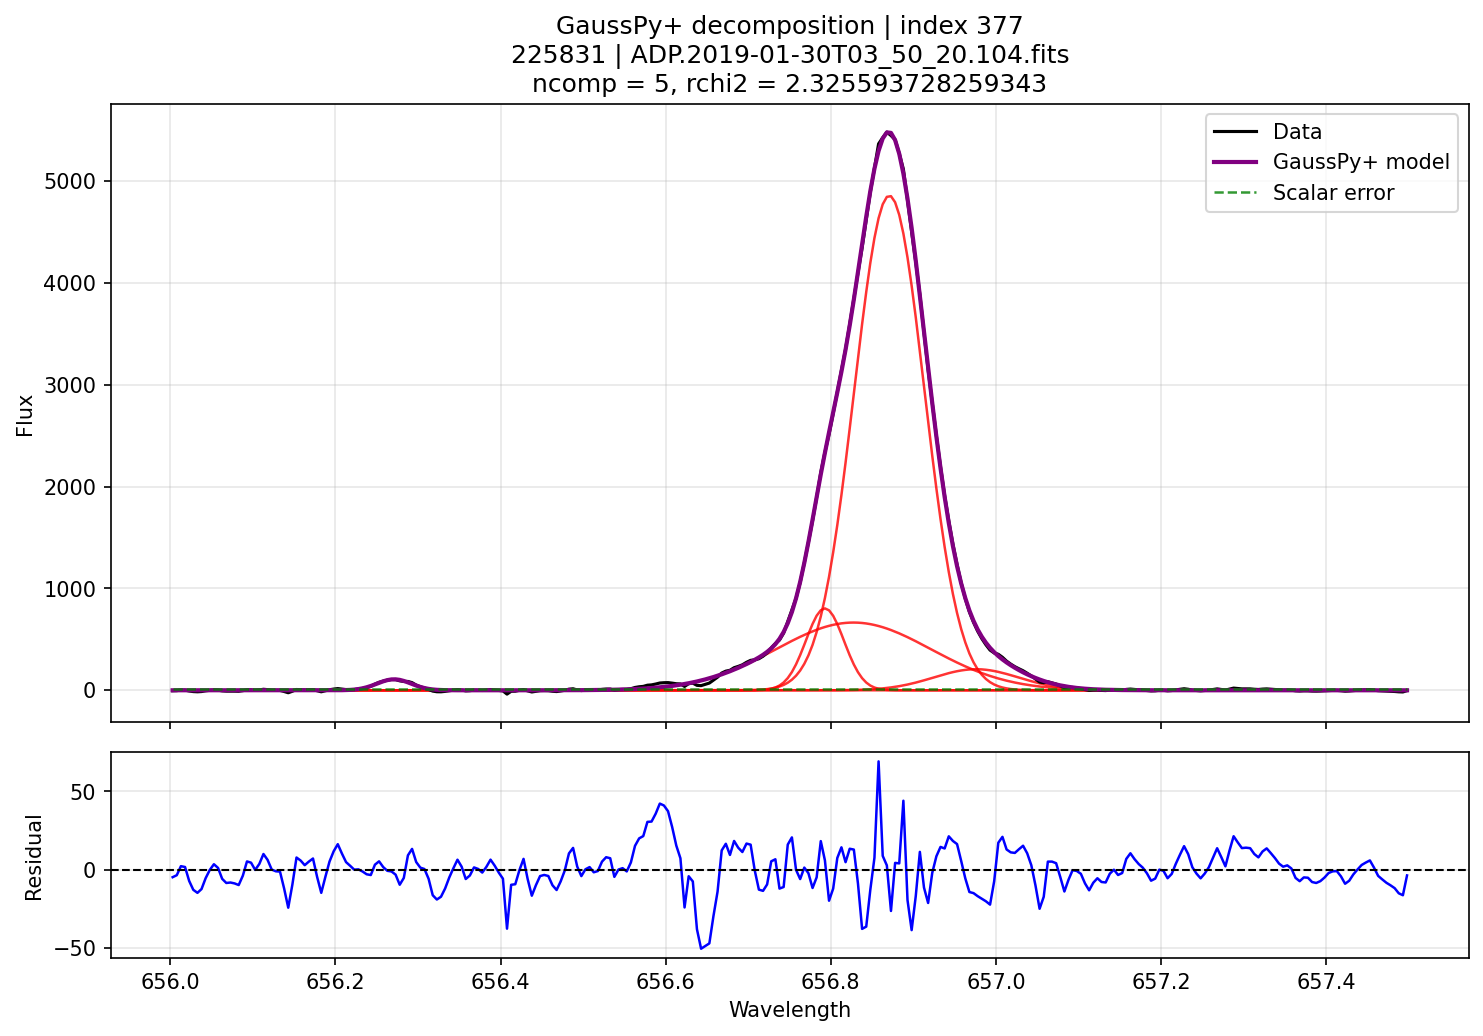 GaussPy+ decomposition | index 377
225831 | ADP.2019-01-30T03_50_20.104.fits
ncomp = 5, rchi2 = 2.325593728259343
Data
GaussPy+ model
Scalar error
Flux
5000
4000
3000
2000
1000
0
Residual
50
0
−50
656.0 656.2 656.4 656.6 656.8 657.0 657.2 657.4
Wavelength